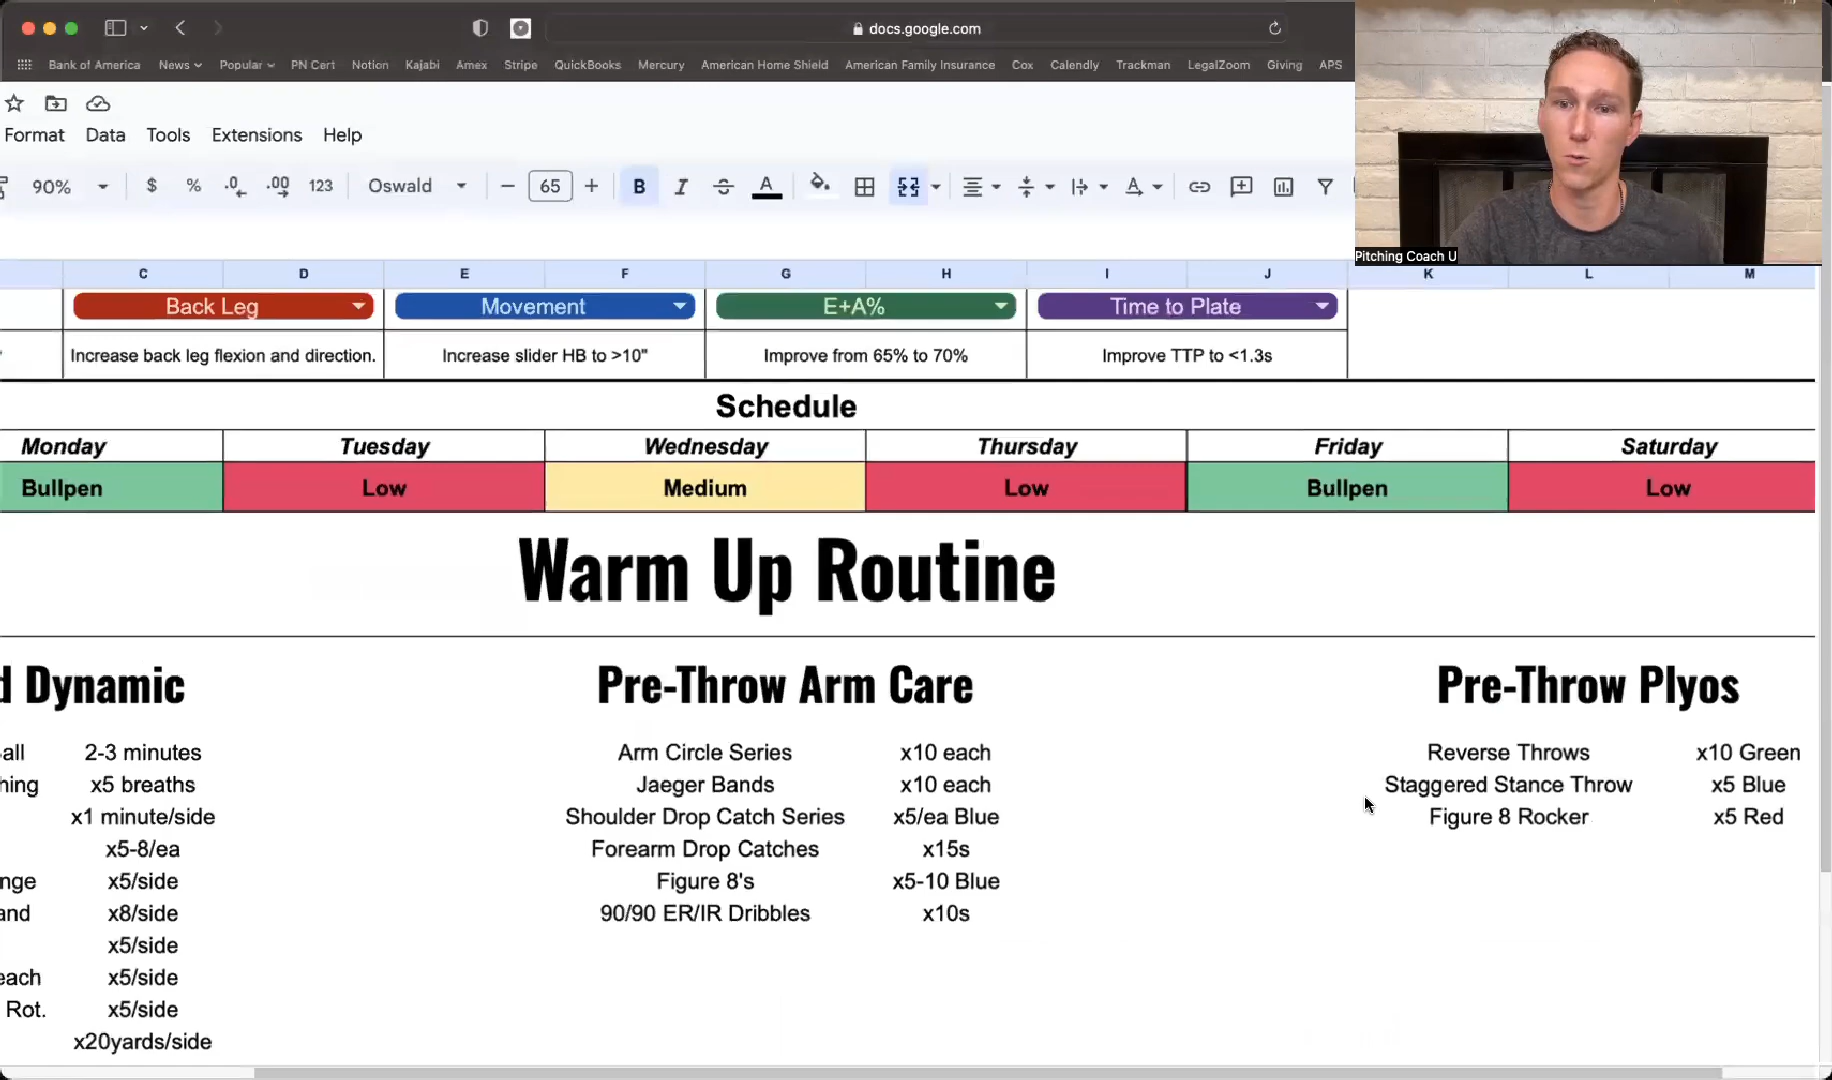 docs.google.com
Bank of America News Popular PN Cert Notion Kajabi Amex Stripe QuickBooks Mercury American Home Shield American Family Insurance Cox Calendly Trackman LegalZoom Giving APS
Format Data Tools Extensions Help
90% $ % .0 .00 123 Oswald 65 B I A
Pitching Coach U
C D E F G H I J K L M
Back Leg Movement E+A% Time to Plate
Increase back leg flexion and direction. Increase slider HB to >10" Improve from 65% to 70% Improve TTP to <1.3s
Schedule
Monday Tuesday Wednesday Thursday Friday Saturday
Bullpen Low Medium Low Bullpen Low
Warm Up Routine
d Dynamic Pre-Throw Arm Care Pre-Throw Plyos
all 2-3 minutes Arm Circle Series x10 each Reverse Throws x10 Green
hing x5 breaths Jaeger Bands x10 each Staggered Stance Throw x5 Blue
x1 minute/side Shoulder Drop Catch Series x5/ea Blue Figure 8 Rocker x5 Red
x5-8/ea Forearm Drop Catches x15s
nge x5/side Figure 8's x5-10 Blue
and x8/side 90/90 ER/IR Dribbles x10s
x5/side
each x5/side
Rot. x5/side
x20yards/side